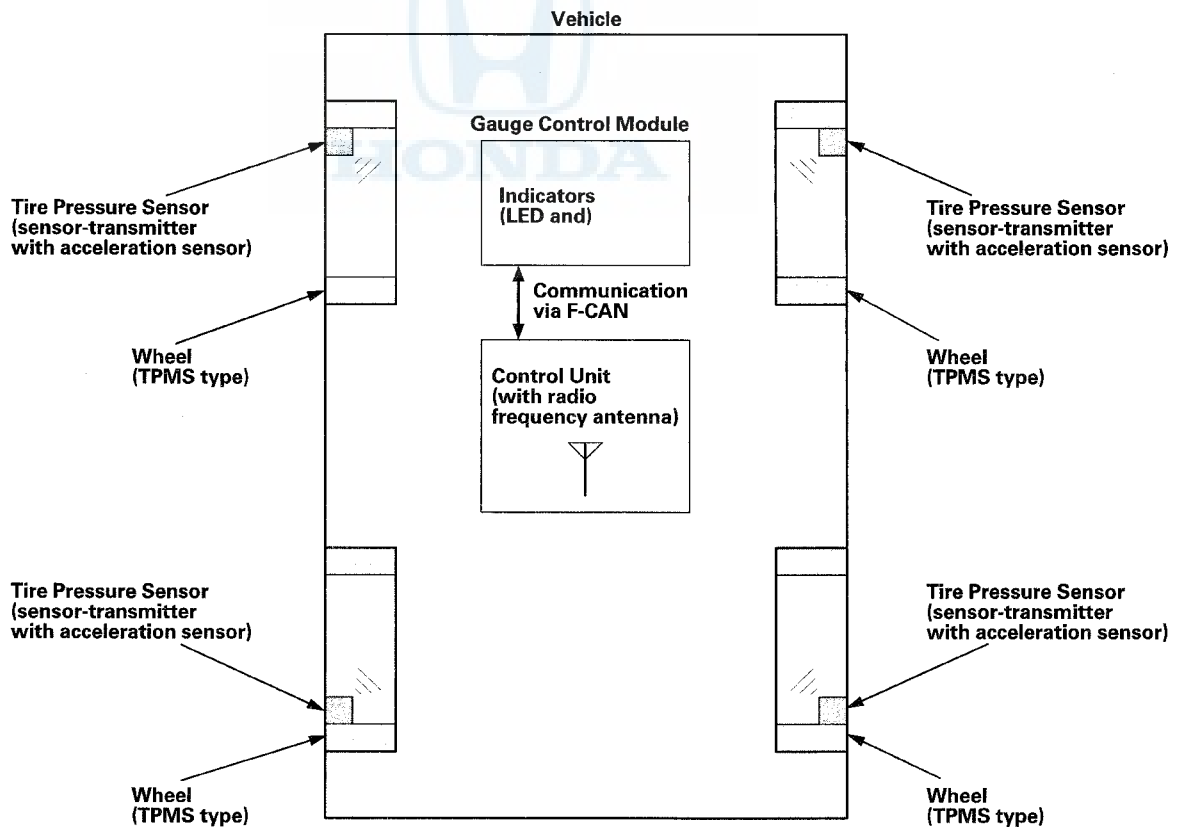 Vehicle
HONDA
Gauge Control Module
Indicators
(LED and)
Communication
via F-CAN
Control Unit
(with radio
frequency antenna)
Tire Pressure Sensor
(sensor-transmitter
with acceleration sensor)
Wheel
(TPMS type)
Tire Pressure Sensor
(sensor-transmitter
with acceleration sensor)
Wheel
(TPMS type)
Tire Pressure Sensor
(sensor-transmitter
with acceleration sensor)
Wheel
(TPMS type)
Tire Pressure Sensor
(sensor-transmitter
with acceleration sensor)
Wheel
(TPMS type)